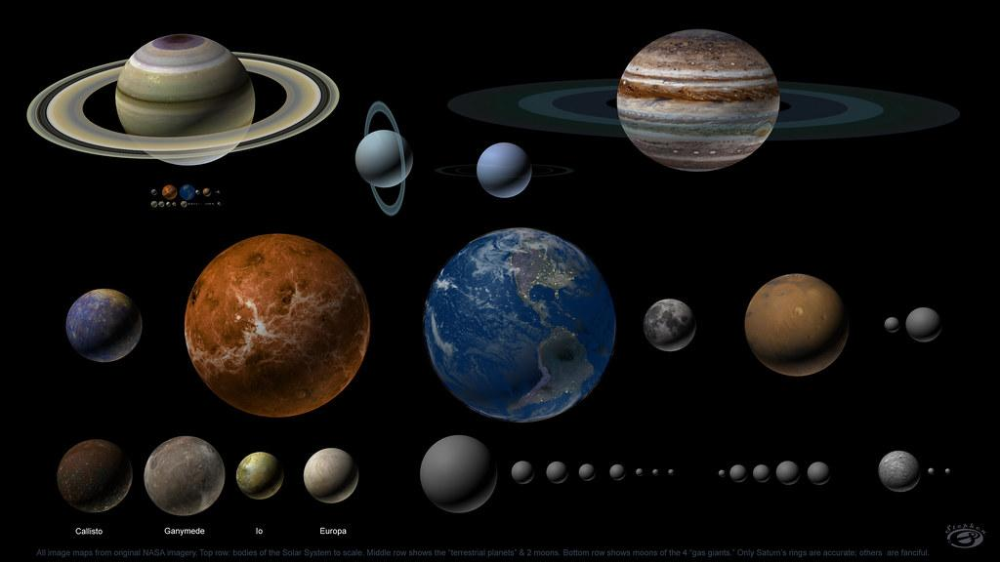 Callisto Ganymede Io Europa
All image maps from original NASA imagery. Top row: bodies of the Solar System to scale. Middle row shows the "terrestrial planets" & 2 moons. Bottom row shows moons of the 4 "gas giants." Only Saturn's rings are accurate; others are fanciful.
Stephen